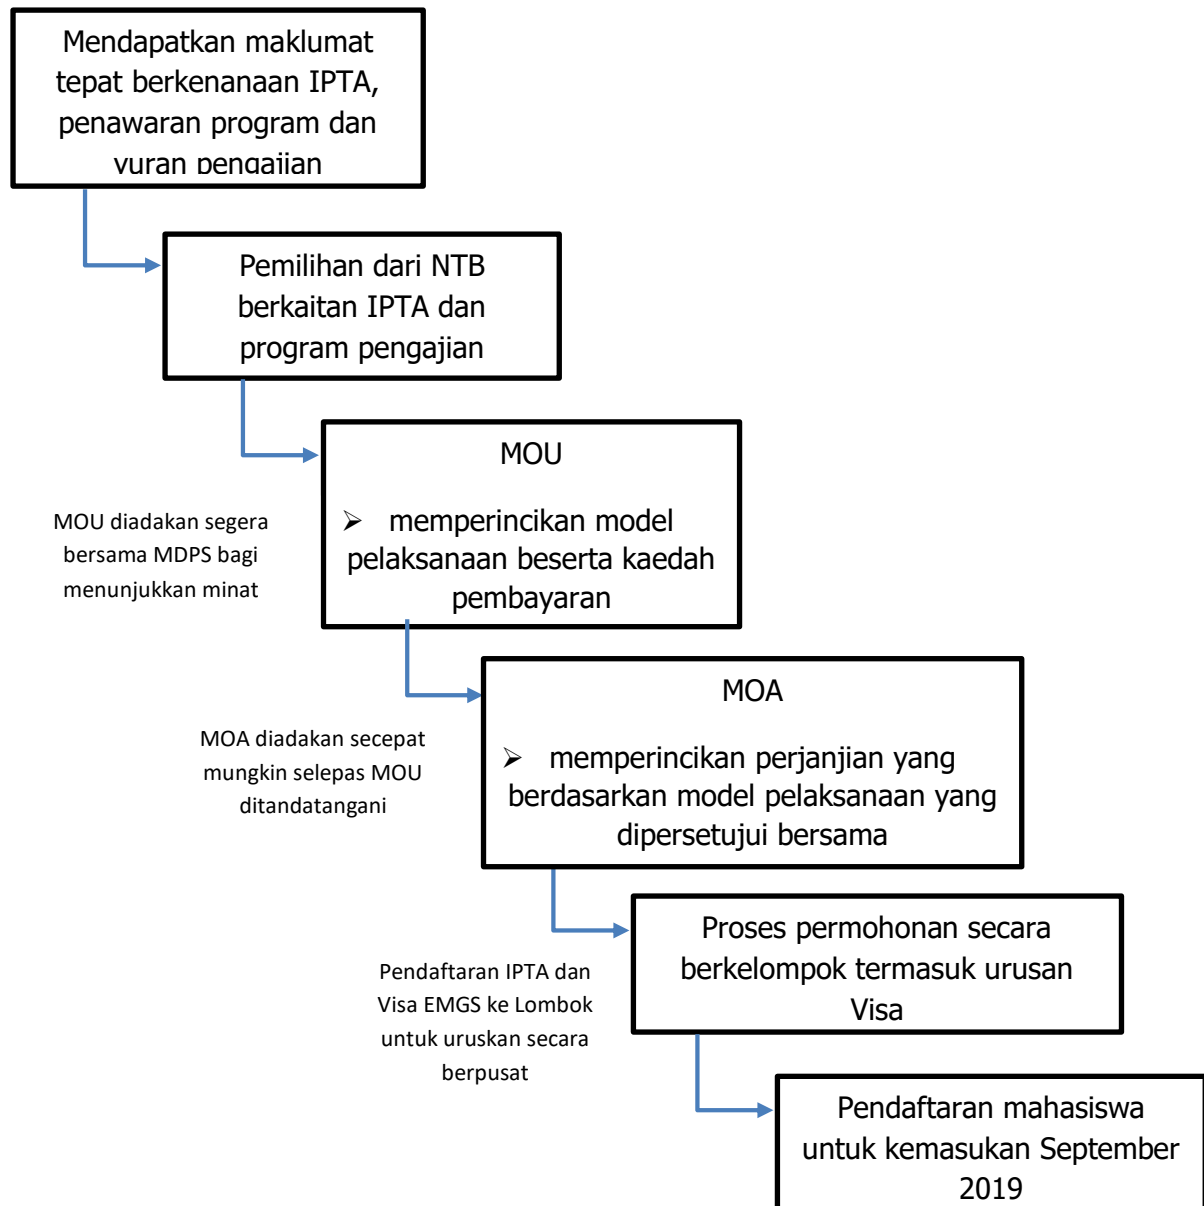 Mendapatkan maklumat
tepat berkenanaan IPTA,
penawaran program dan
yuran pengajian
Pemilihan dari NTB
berkaitan IPTA dan
program pengajian
MOU
➢ memperincikan model
pelaksanaan beserta kaedah
pembayaran
MOU diadakan segera
bersama MDPS bagi
menunjukkan minat
MOA
➢ memperincikan perjanjian yang
berdasarkan model pelaksanaan yang
dipersetujui bersama
MOA diadakan secepat
mungkin selepas MOU
ditandatangani
Proses permohonan secara
berkelompok termasuk urusan
Visa
Pendaftaran IPTA dan
Visa EMGS ke Lombok
untuk uruskan secara
berpusat
Pendaftaran mahasiswa
untuk kemasukan September
2019